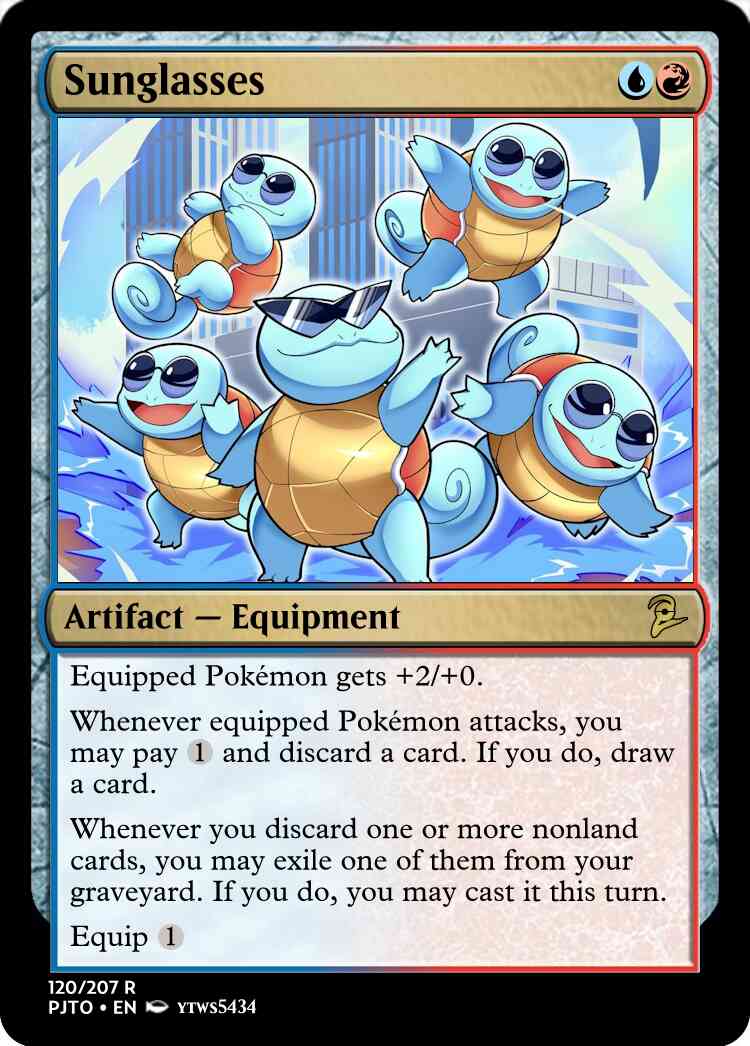 Sunglasses
Artifact — Equipment
Equipped Pokémon gets +2/+0.
Whenever equipped Pokémon attacks, you
may pay 1 and discard a card. If you do, draw
a card.
Whenever you discard one or more nonland
cards, you may exile one of them from your
graveyard. If you do, you may cast it this turn.
Equip 1
120/207 R
PJTO • EN YTWS5434